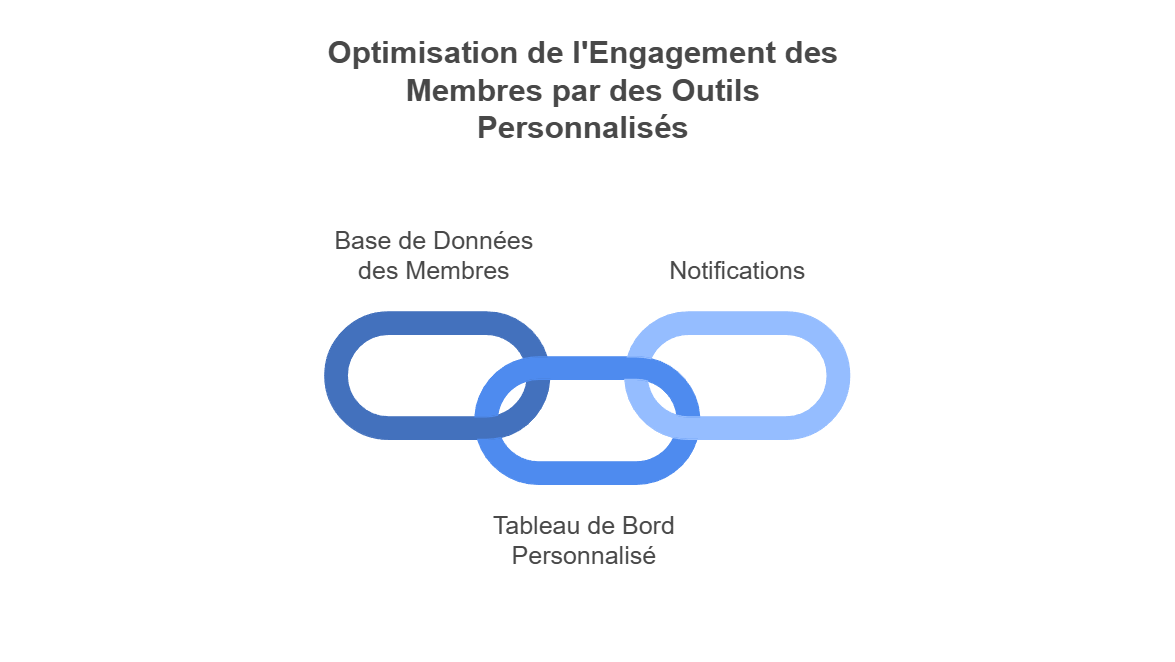 Optimisation de l'Engagement des
Membres par des Outils
Personnalisés
Base de Données
des Membres
Notifications
Tableau de Bord
Personnalisé